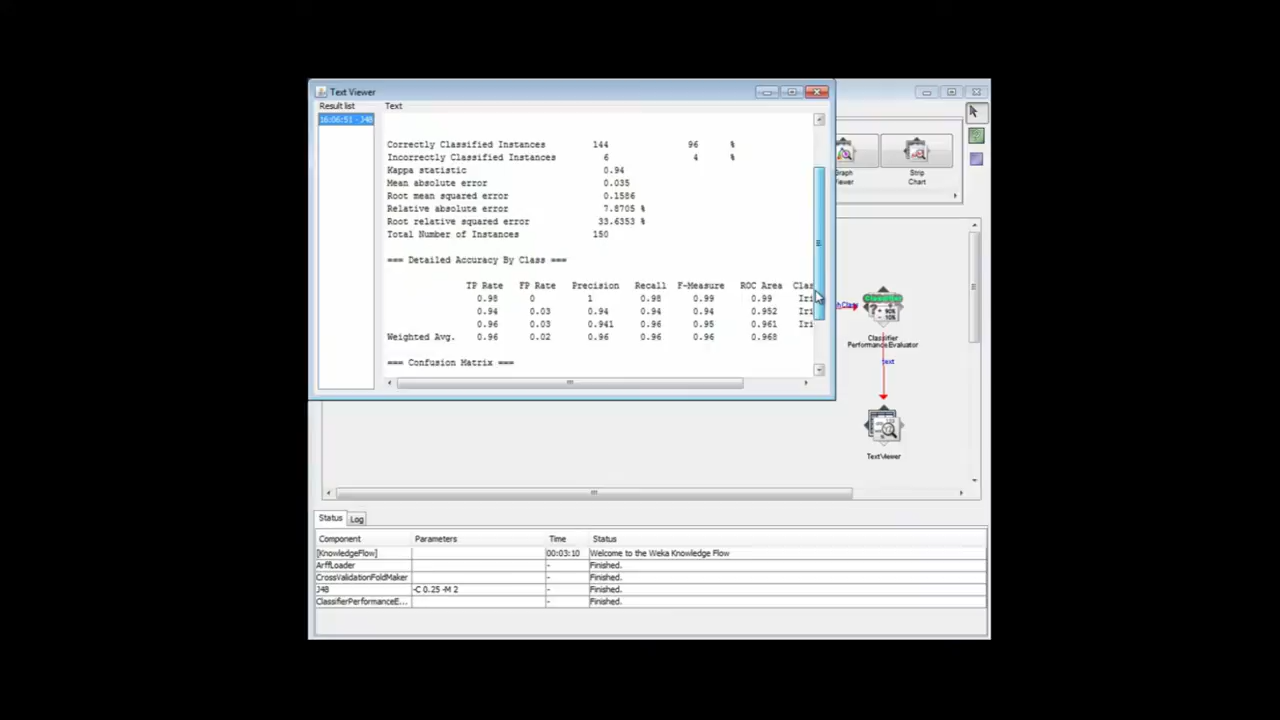 Text Viewer
Result list Text
16:06:51 - J48
Correctly Classified Instances 144 96 %
Incorrectly Classified Instances 6 4 %
Kappa statistic 0.94
Mean absolute error 0.035
Root mean squared error 0.1586
Relative absolute error 7.8705 %
Root relative squared error 33.6353 %
Total Number of Instances 150
=== Detailed Accuracy By Class ===
TP Rate FP Rate Precision Recall F-Measure ROC Area Clas
0.98 0 1 0.98 0.99 0.99 Iri
0.94 0.03 0.94 0.94 0.94 0.952 Iri
0.96 0.03 0.941 0.96 0.95 0.961 Iri
Weighted Avg. 0.96 0.02 0.96 0.96 0.96 0.968
=== Confusion Matrix ===
Graph
Viewer
Strip
Chart
Classifier
PerformanceEvaluator
text
TextViewer
Status Log
Component Parameters Time Status
[KnowledgeFlow] 00:03:10 Welcome to the Weka Knowledge Flow
ArffLoader - Finished.
CrossValidationFoldMaker - Finished.
J48 -C 0.25 -M 2 - Finished.
ClassifierPerformanceE... - Finished.